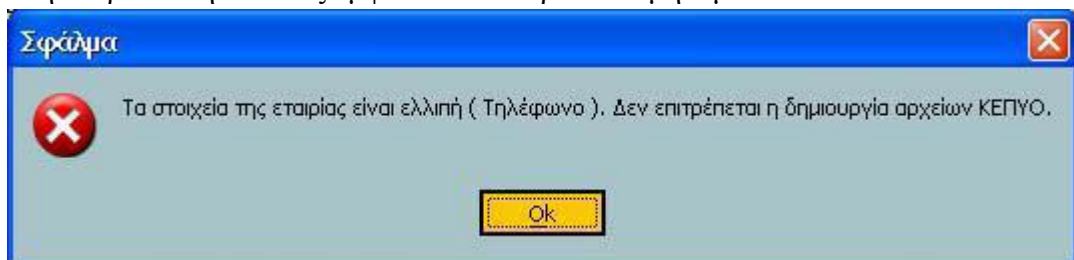 Σφάλμα
Τα στοιχεία της εταιρίας είναι ελλιπή ( Τηλέφωνο ). Δεν επιτρέπεται η δημιουργία αρχείων ΚΕΠΥΟ.
Ok